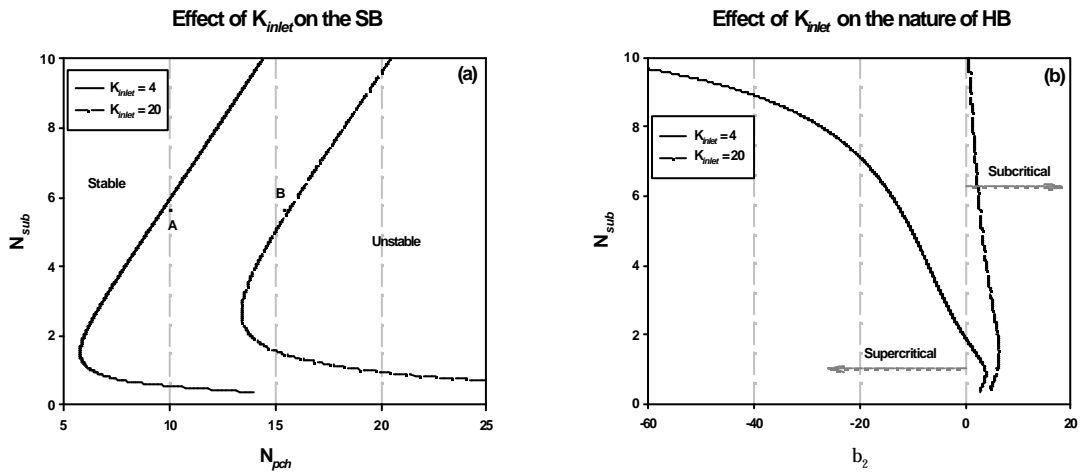 Effect of K_inlet on the SB
(a)
K_inlet = 4
K_inlet = 20
Stable
A
B
Unstable
N_sub
10
8
6
4
2
0
5 10 15 20 25
N_pch
Effect of K_inlet on the nature of HB
(b)
K_inlet = 4
K_inlet = 20
Subcritical
Supercritical
N_sub
10
8
6
4
2
0
-60 -40 -20 0 20
b_2